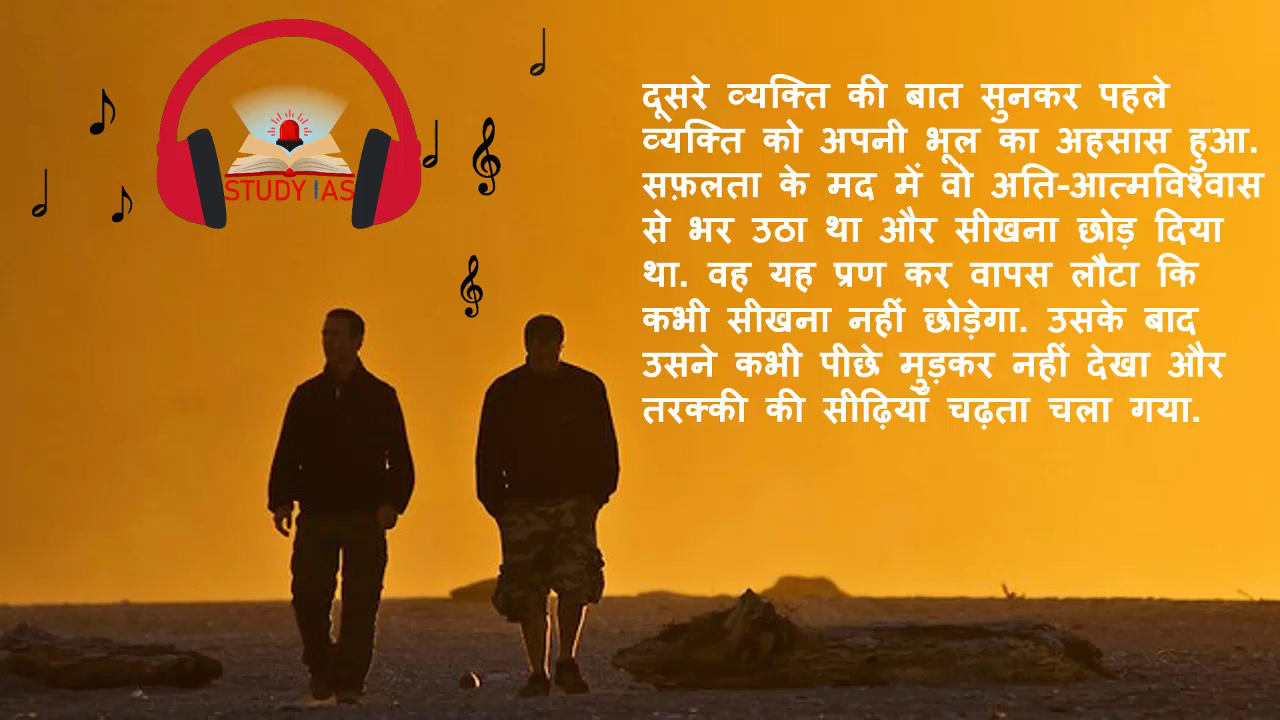 STUDY IAS
दूसरे व्यक्ति की बात सुनकर पहले
व्यक्ति को अपनी भूल का अहसास हुआ.
सफ़लता के मद में वो अति-आत्मविश्वास
से भर उठा था और सीखना छोड़ दिया
था. वह यह प्रण कर वापस लौटा कि
कभी सीखना नहीं छोड़ेगा. उसके बाद
उसने कभी पीछे मुड़कर नहीं देखा और
तरक्की की सीढ़ियाँ चढ़ता चला गया.